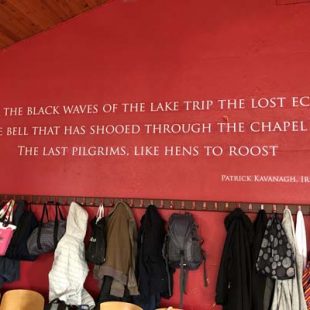 THE BLACK WAVES OF THE LAKE TRIP THE LOST EC
E BELL THAT HAS SHOOED THROUGH THE CHAPEL
THE LAST PILGRIMS, LIKE HENS TO ROOST
PATRICK KAVANAGH, IR